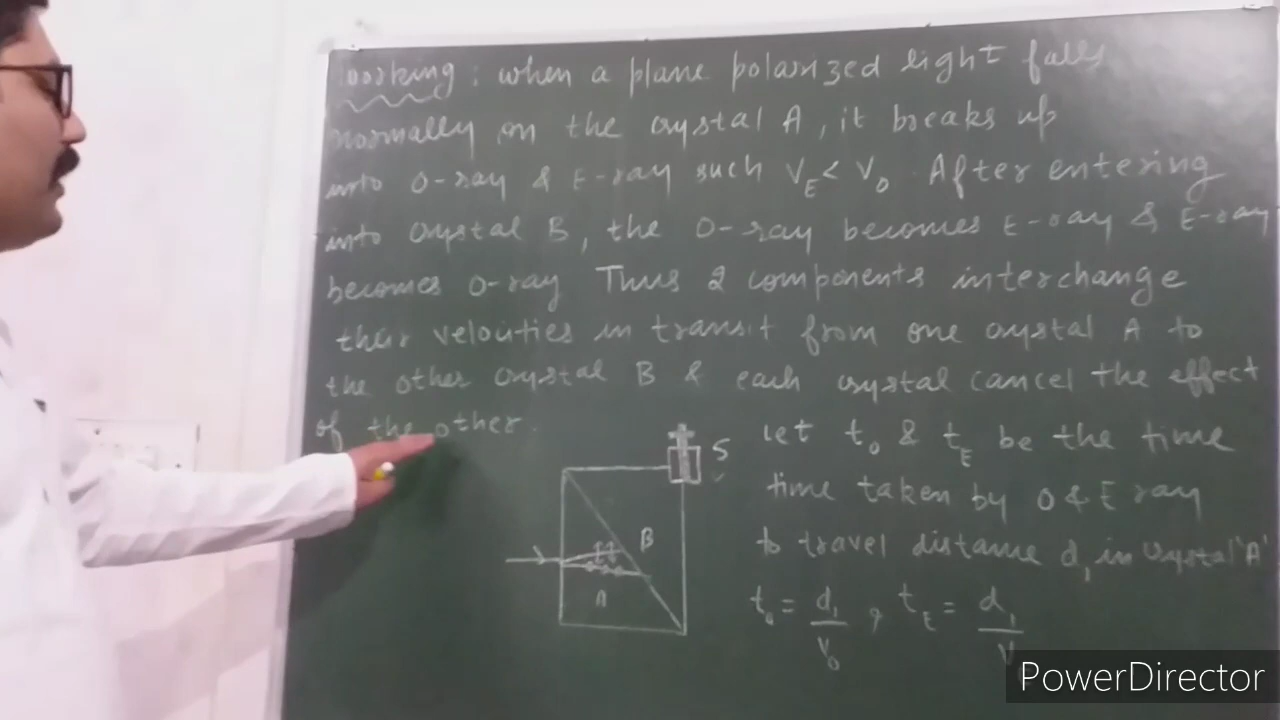 working : when a plane polarized light falls
normally on the crystal A, it breaks up
into O-ray & E-ray such V_E < V_O. After entering
into crystal B, the O-ray becomes E-ray & E-ray
becomes O-ray Thus 2 components interchange
their velocities in transit from one crystal A to
the other crystal B & each crystal cancel the effect
of the other.
S
B
A
let t_O & t_E be the time
time taken by O & E ray
to travel distance d_1 in crystal 'A'
t_O = d_1/V_O , t_E = d_1/V
PowerDirector